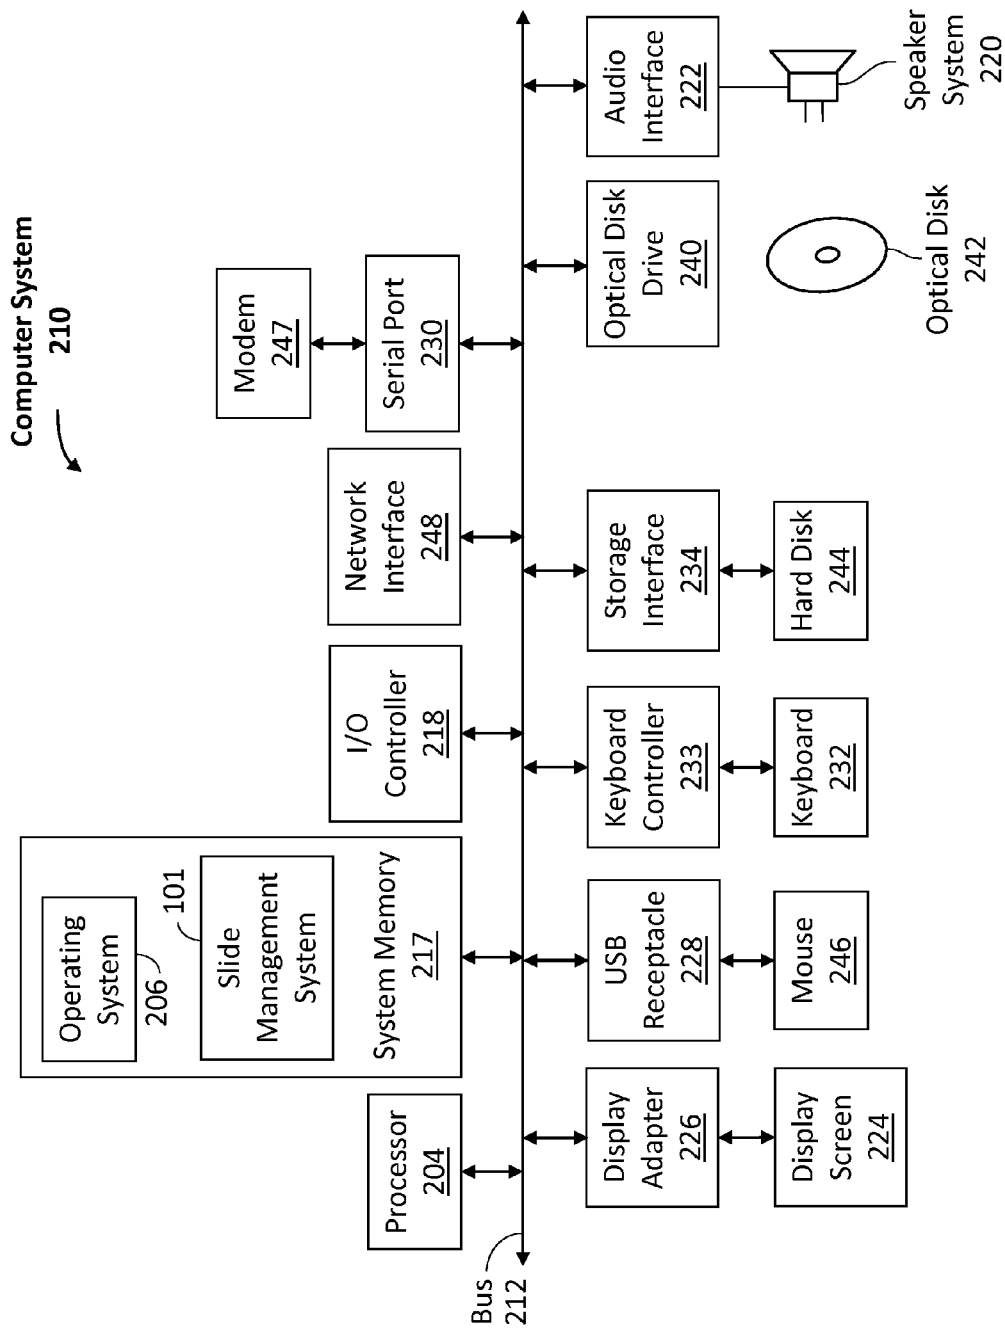 Computer System
210
Modem
247
Serial Port
230
Network
Interface
248
I/O
Controller
218
Operating
System
206
101
Slide
Management
System
System Memory
217
Processor
204
Bus
212
Display
Adapter
226
USB
Receptacle
228
Keyboard
Controller
233
Storage
Interface
234
Optical Disk
Drive
240
Audio
Interface
222
Display
Screen
224
Mouse
246
Keyboard
232
Hard Disk
244
Optical Disk
242
Speaker
System
220